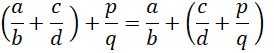 (a/b + c/d) + p/q = a/b + (c/d + p/q)